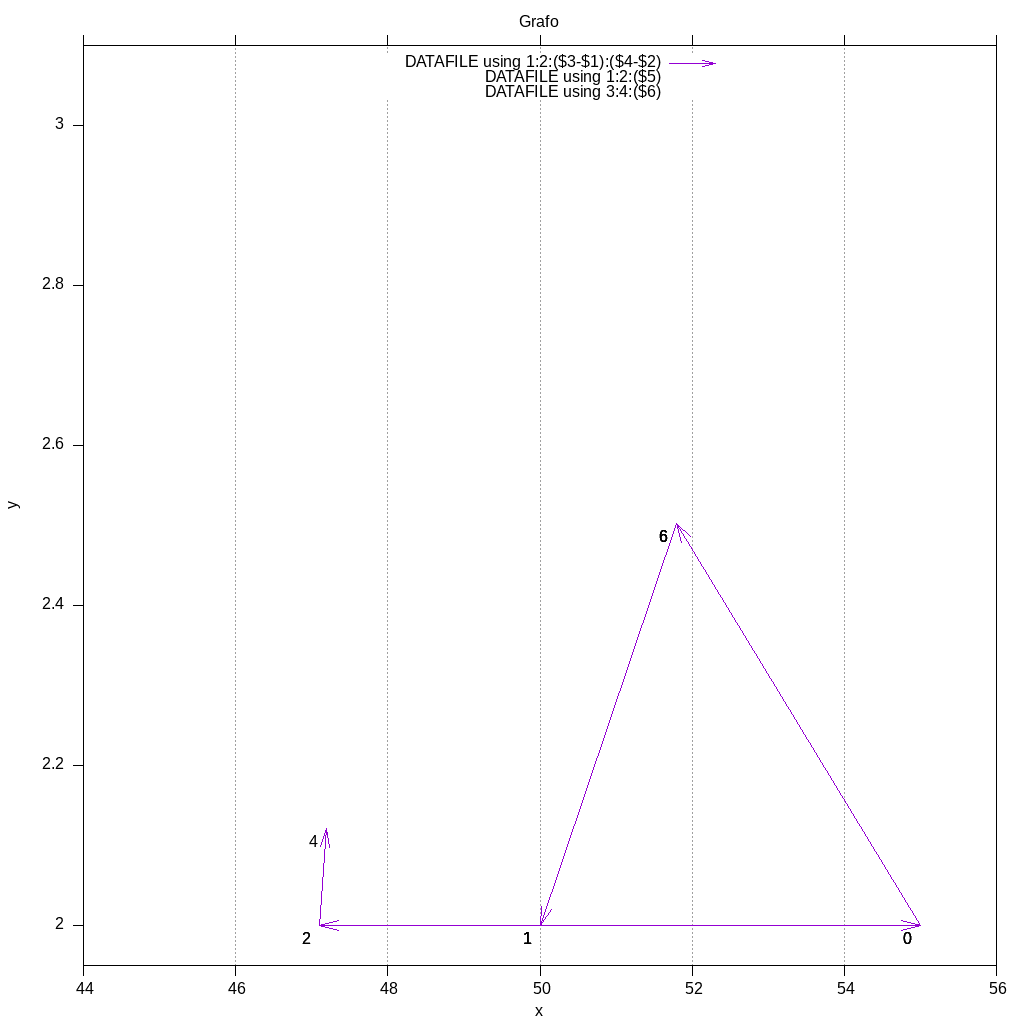 Grafo
DATAFILE using 1:2:($3-$1):($4-$2)
DATAFILE using 1:2:($5)
DATAFILE using 3:4:($6)
3
2.8
2.6
y
6
2.4
2.2
4
2
2 1 0
44 46 48 50 52 54 56
x